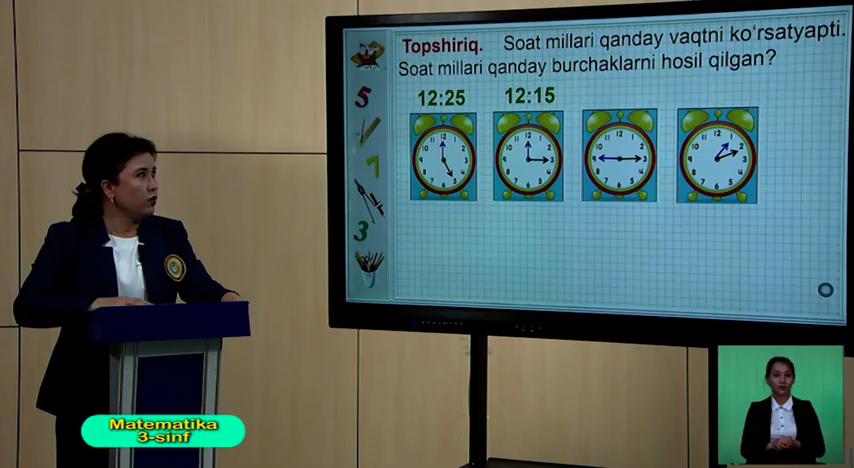 Topshiriq. Soat millari qanday vaqtni ko'rsatyapti.
Soat millari qanday burchaklarni hosil qilgan?
12:25 12:15
5
7
3
Matematika
3-sinf